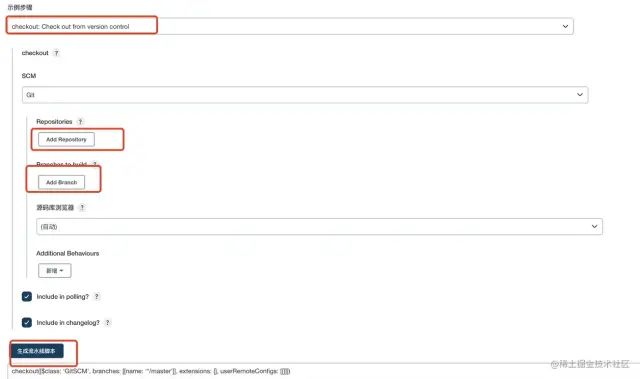 示例步骤
checkout: Check out from version control
checkout ?
SCM
Git
Repositories ?
Add Repository
Branches to build ?
Add Branch
源码库浏览器 ?
(自动)
Additional Behaviours
新增
Include in polling? ?
Include in changelog? ?
生成流水线脚本
checkout([$class: 'GitSCM', branches: [[name: '*/master']], extensions: [], userRemoteConfigs: [[]]])
@稀土掘金技术社区